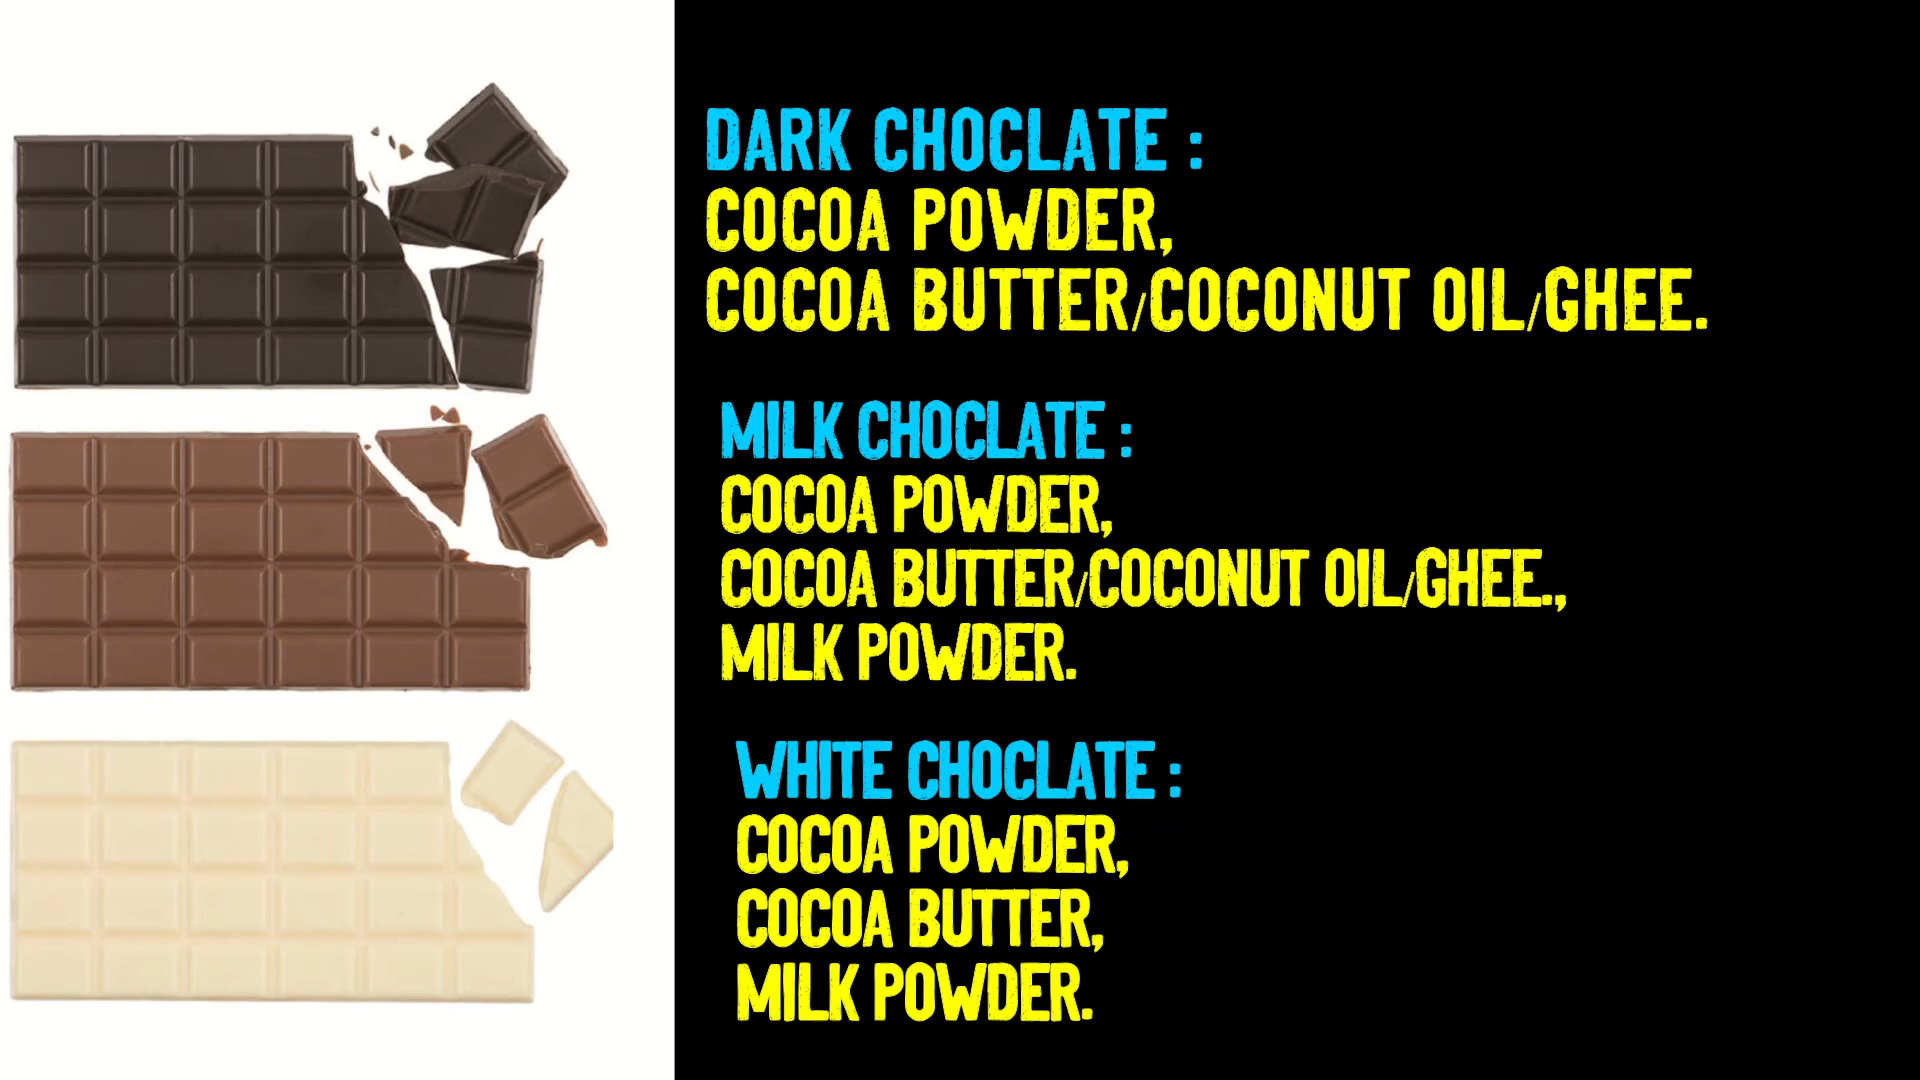 DARK CHOCLATE :
COCOA POWDER,
COCOA BUTTER/COCONUT OIL/GHEE.
MILK CHOCLATE :
COCOA POWDER,
COCOA BUTTER/COCONUT OIL/GHEE.,
MILK POWDER.
WHITE CHOCLATE :
COCOA POWDER,
COCOA BUTTER,
MILK POWDER.